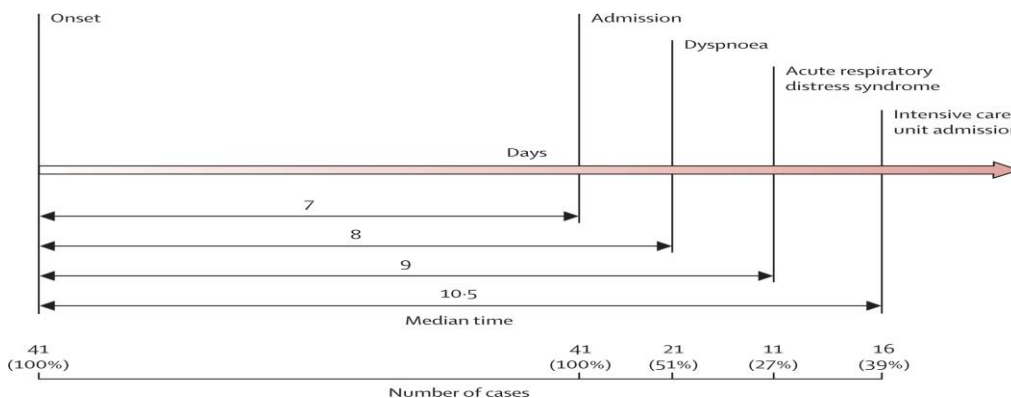 Onset
Admission
Dyspnoea
Acute respiratory
distress syndrome
Intensive care
unit admission
Days
7
8
9
10·5
Median time
41 41 21 11 16
(100%) (100%) (51%) (27%) (39%)
Number of cases